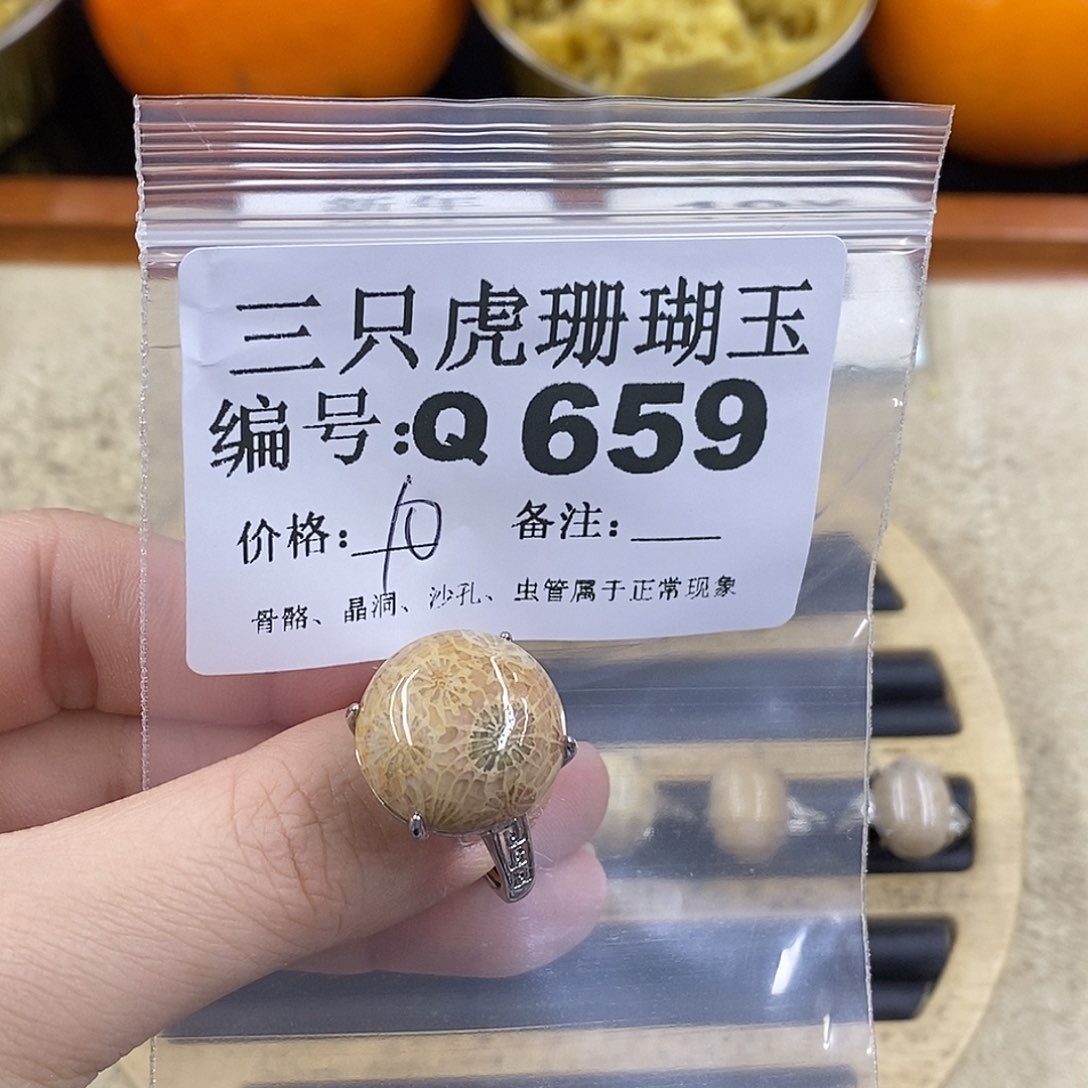 三只虎珊瑚玉
编号:Q 659
价格: 10 备注:
骨骼、晶洞、沙孔、虫管属于正常现象